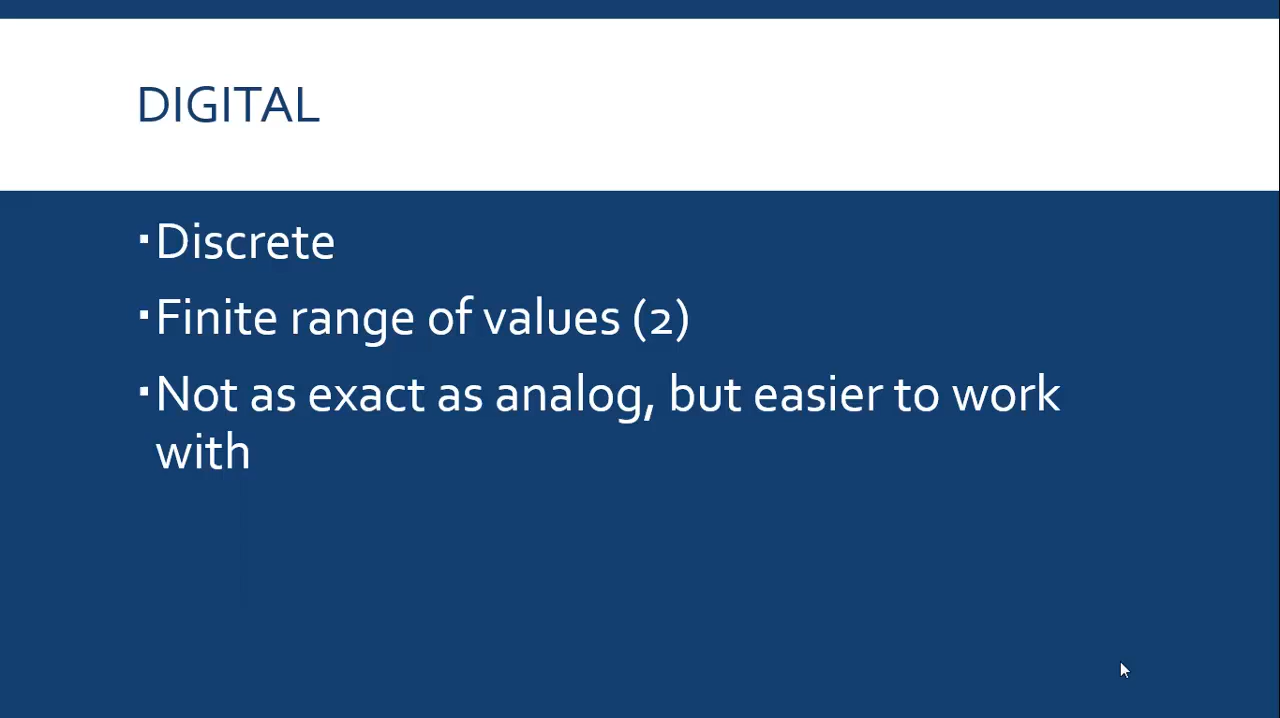 DIGITAL
▪Discrete
▪Finite range of values (2)
▪Not as exact as analog, but easier to work
with